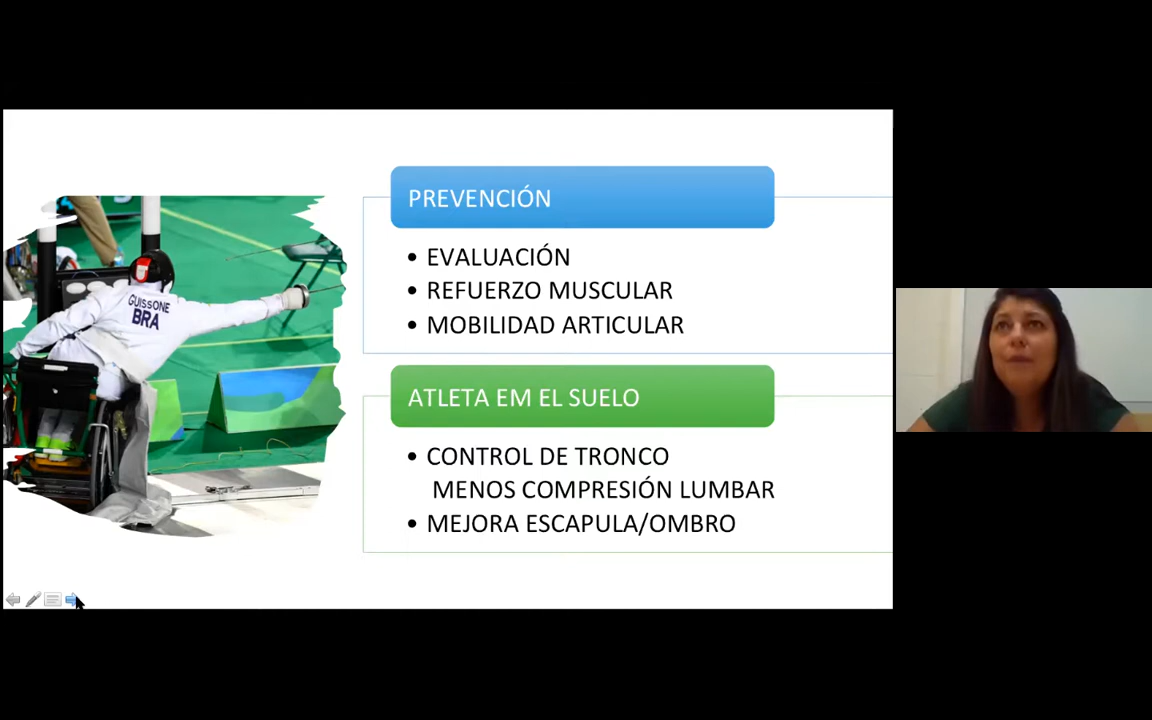 PREVENCIÓN
• EVALUACIÓN
• REFUERZO MUSCULAR
• MOBILIDAD ARTICULAR
ATLETA EM EL SUELO
• CONTROL DE TRONCO
MENOS COMPRESIÓN LUMBAR
• MEJORA ESCAPULA/OMBRO
GUISSONE
BRA